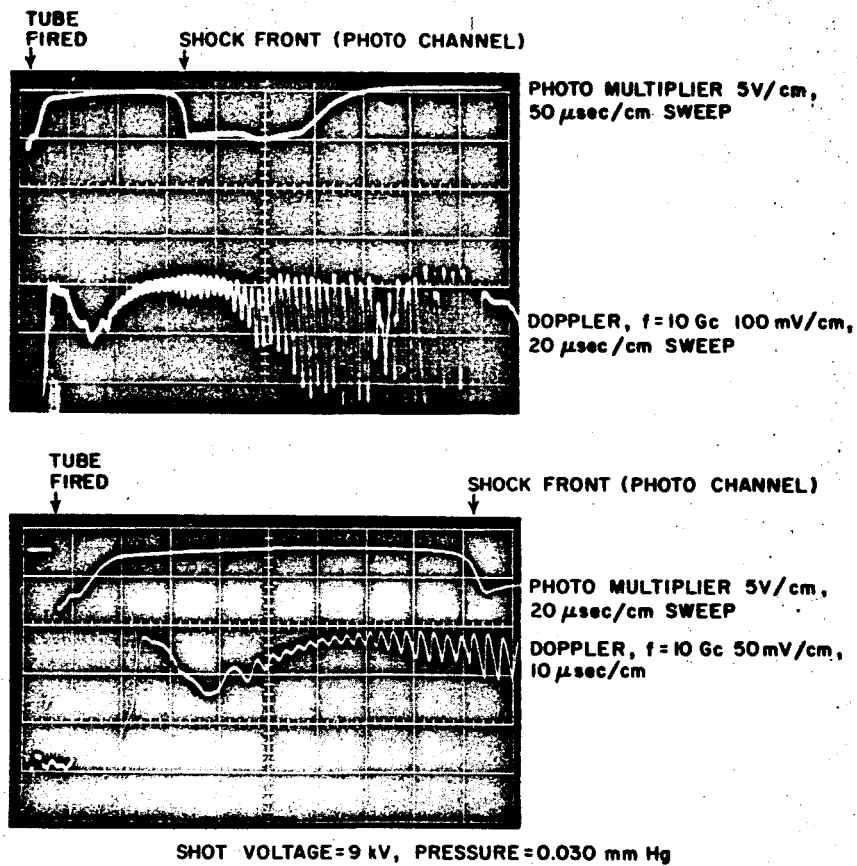 TUBE
FIRED
SHOCK FRONT (PHOTO CHANNEL)
PHOTO MULTIPLIER 5V/cm,
50 μsec/cm SWEEP
DOPPLER, f=10 Gc 100 mV/cm,
20 μsec/cm SWEEP
TUBE
FIRED
SHOCK FRONT (PHOTO CHANNEL)
PHOTO MULTIPLIER 5V/cm,
20 μsec/cm SWEEP
DOPPLER, f=10 Gc 50 mV/cm,
10 μsec/cm
SHOT VOLTAGE=9 kV, PRESSURE=0.030 mm Hg